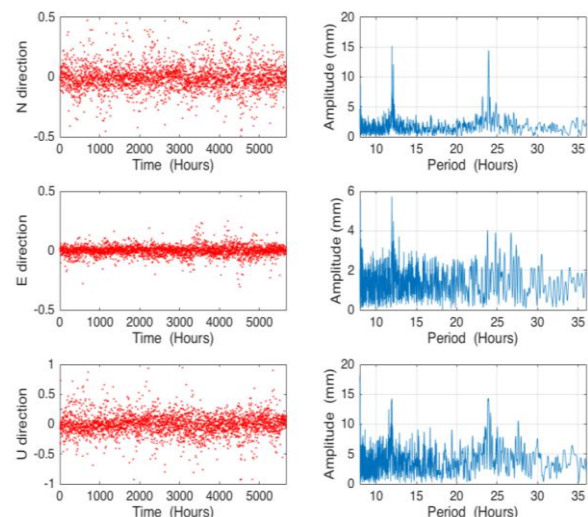 0.5
0
-0.5
N direction
0 1000 2000 3000 4000 5000
Time (Hours)
20
15
10
5
0
Amplitude (mm)
10 15 20 25 30 35
Period (Hours)
0.5
0
-0.5
E direction
0 1000 2000 3000 4000 5000
Time (Hours)
6
4
2
0
Amplitude (mm)
10 15 20 25 30 35
Period (Hours)
1
0.5
0
-0.5
-1
U direction
0 1000 2000 3000 4000 5000
Time (Hours)
20
15
10
5
0
Amplitude (mm)
10 15 20 25 30 35
Period (Hours)